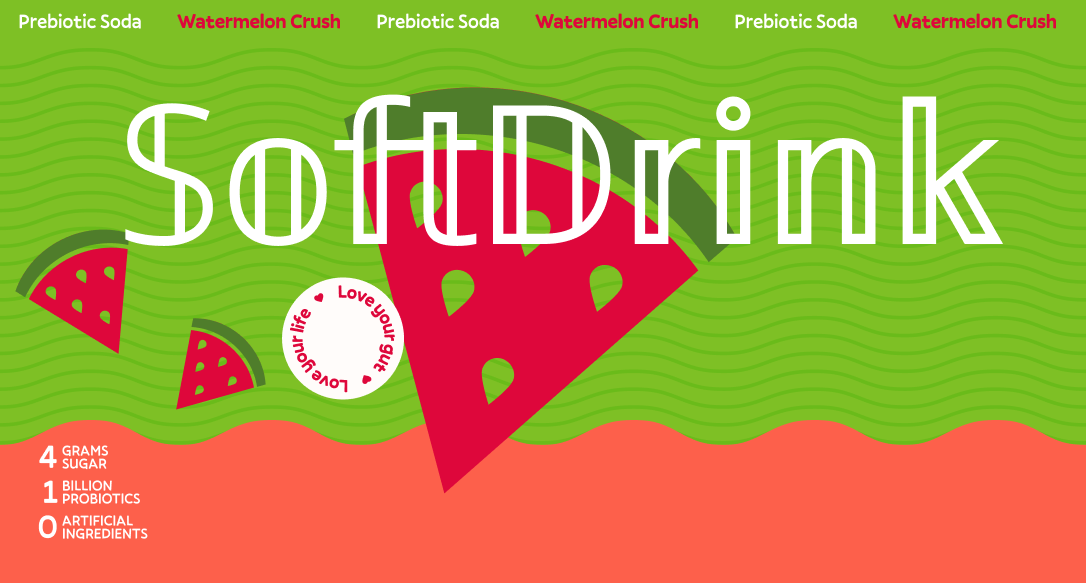 Prebiotic Soda Watermelon Crush Prebiotic Soda Watermelon Crush Prebiotic Soda Watermelon Crush
SoftDrink
Love your gut ♥ Love your life ♥
4 GRAMS
SUGAR
1 BILLION
PROBIOTICS
0 ARTIFICIAL
INGREDIENTS